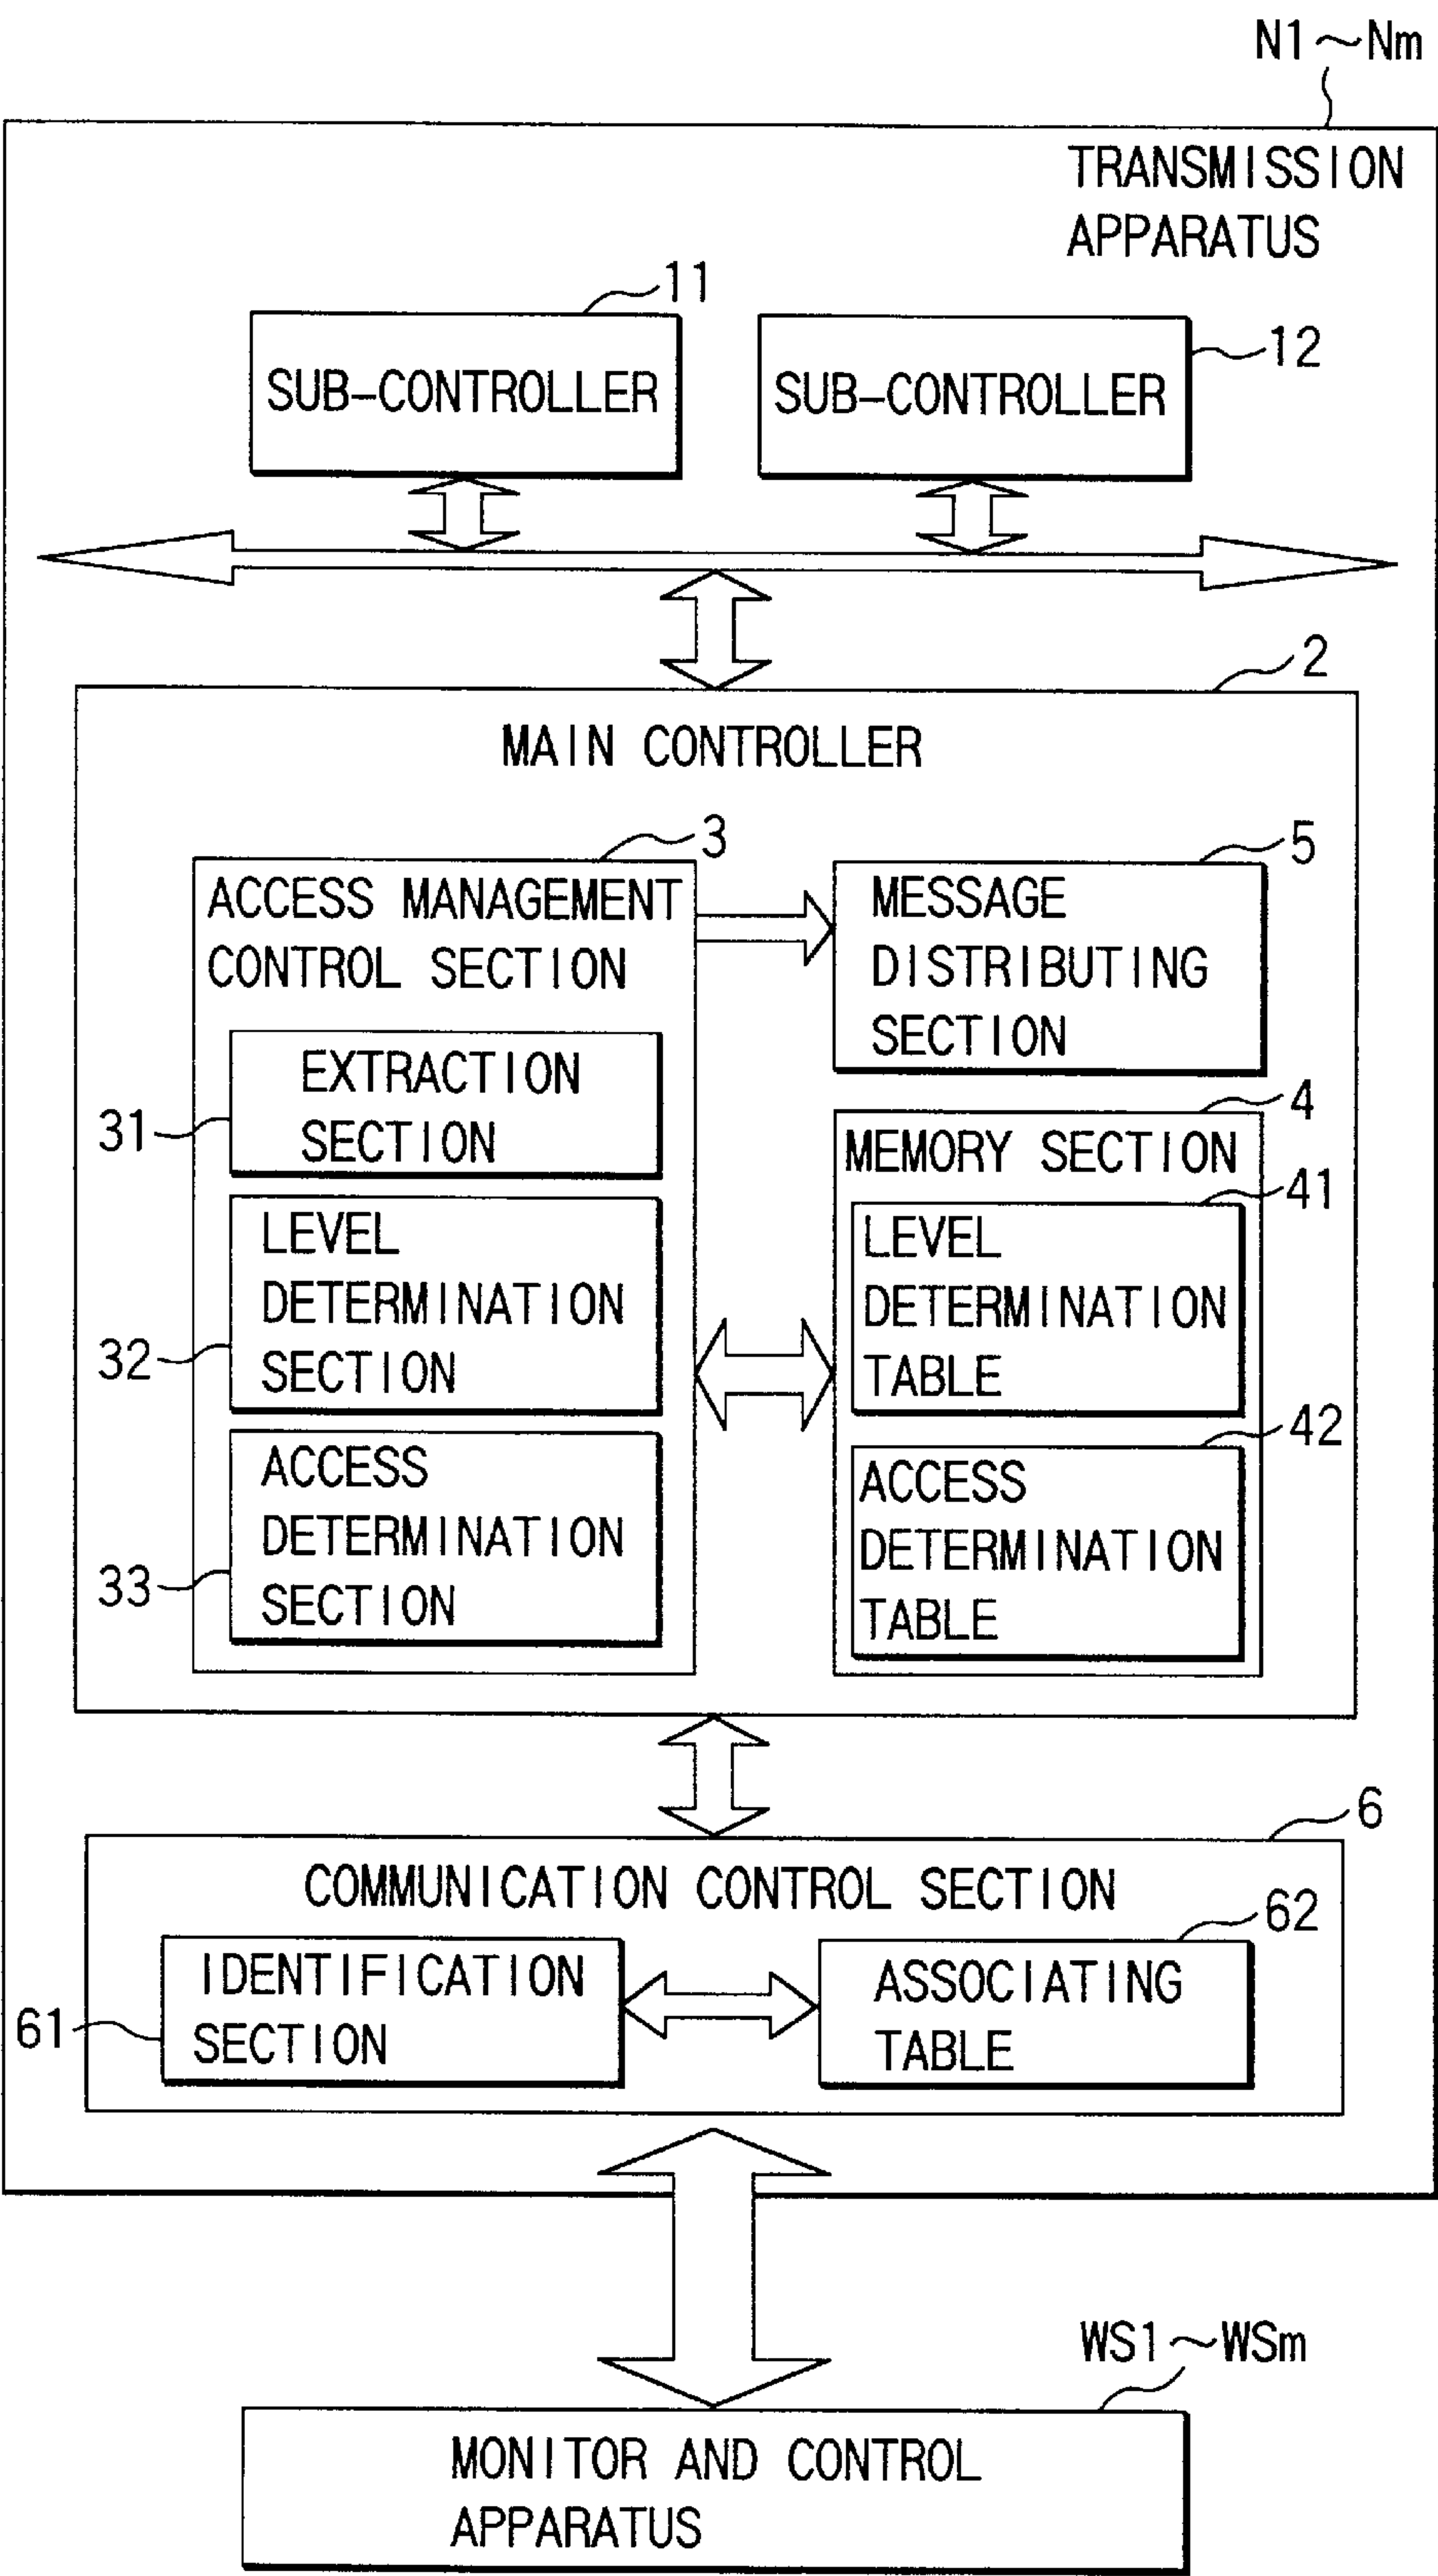 N1~Nm
TRANSMISSION
APPARATUS
11
12
SUB-CONTROLLER
SUB-CONTROLLER
2
MAIN CONTROLLER
3
5
ACCESS MANAGEMENT
CONTROL SECTION
MESSAGE
DISTRIBUTING
SECTION
EXTRACTION
SECTION
31
4
MEMORY SECTION
41
LEVEL
DETERMINATION
SECTION
32
LEVEL
DETERMINATION
TABLE
42
ACCESS
DETERMINATION
SECTION
33
ACCESS
DETERMINATION
TABLE
6
COMMUNICATION CONTROL SECTION
62
IDENTIFICATION
SECTION
61
ASSOCIATING
TABLE
WS1~WSm
MONITOR AND CONTROL
APPARATUS